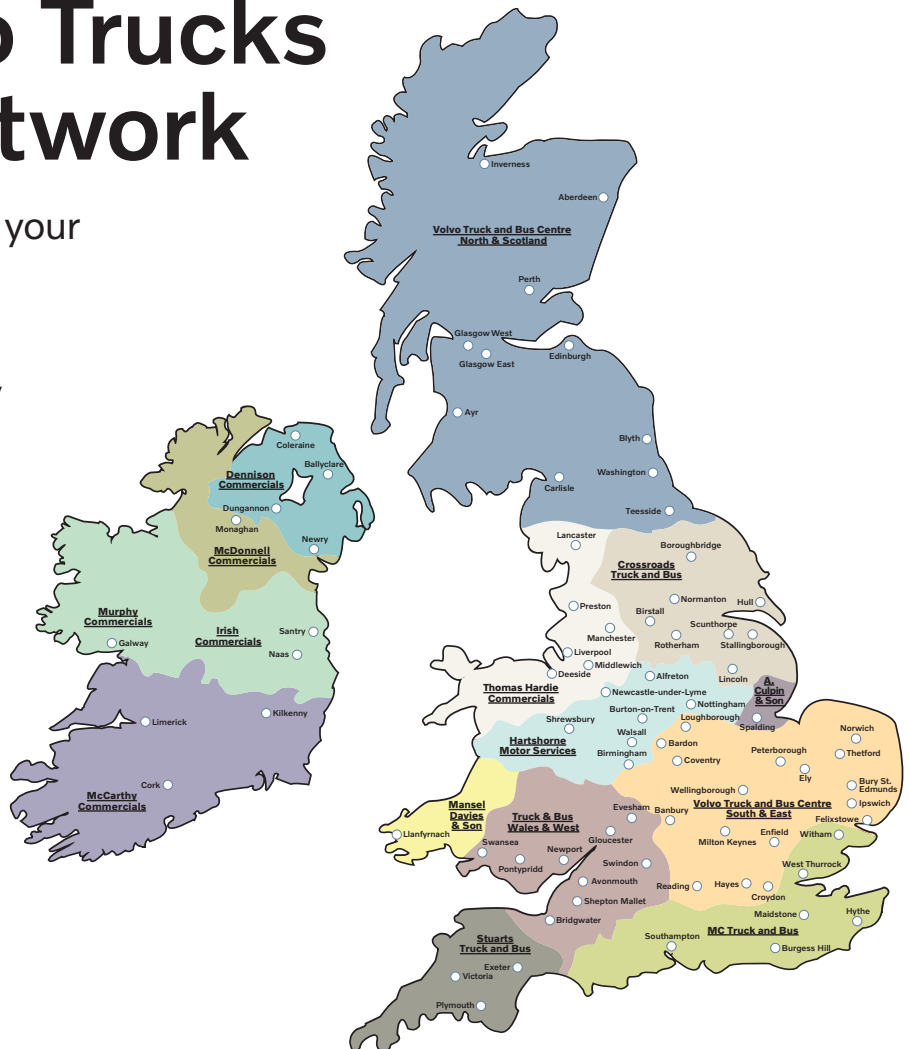 o Trucks
twork
your
Inverness
Aberdeen
Volvo Truck and Bus Centre
North & Scotland
Perth
Glasgow West
Glasgow East
Edinburgh
Ayr
Blyth
Washington
Carlisle
Teesside
Coleraine
Ballyclare
Dennison
Commercials
Dungannon
Monaghan
Newry
McDonnell
Commercials
Murphy
Commercials
Galway
Irish
Commercials
Santry
Naas
Limerick
Kilkenny
Cork
McCarthy
Commercials
Lancaster
Boroughbridge
Crossroads
Truck and Bus
Normanton
Hull
Preston
Birstall
Scunthorpe
Manchester
Rotherham
Stallingborough
Liverpool
Middlewich
Deeside
Alfreton
Lincoln
A.
Culpin
& Son
Thomas Hardie
Commercials
Newcastle-under-Lyme
Nottingham
Burton-on-Trent
Loughborough
Spalding
Shrewsbury
Walsall
Hartshorne
Motor Services
Birmingham
Bardon
Coventry
Norwich
Peterborough
Thetford
Ely
Bury St.
Edmunds
Wellingborough
Ipswich
Volvo Truck and Bus Centre
South & East
Felixstowe
Mansel
Davies
& Son
Llanfyrnach
Truck & Bus
Wales & West
Evesham
Banbury
Gloucester
Milton Keynes
Enfield
Witham
Swansea
Newport
Pontypridd
Swindon
West Thurrock
Avonmouth
Reading
Hayes
Croydon
Shepton Mallet
Maidstone
Hythe
Bridgwater
MC Truck and Bus
Southampton
Burgess Hill
Stuarts
Truck and Bus
Exeter
Victoria
Plymouth